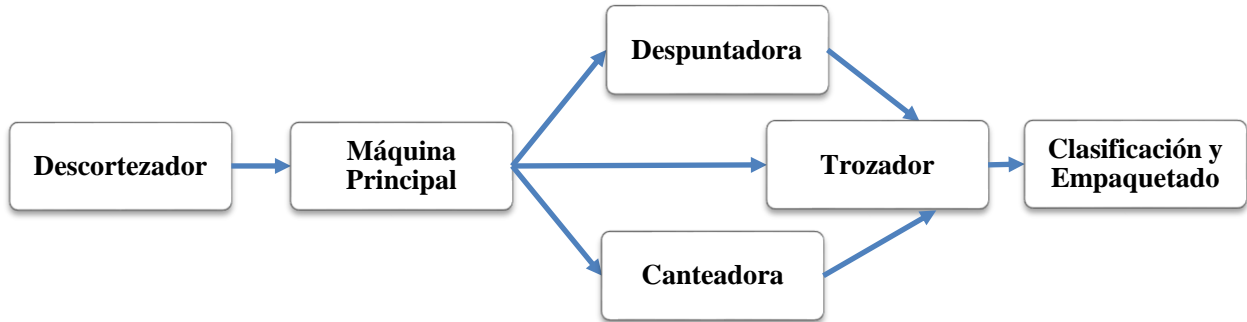 Descortezador
Máquina
Principal
Despuntadora
Canteadora
Trozador
Clasificación y
Empaquetado